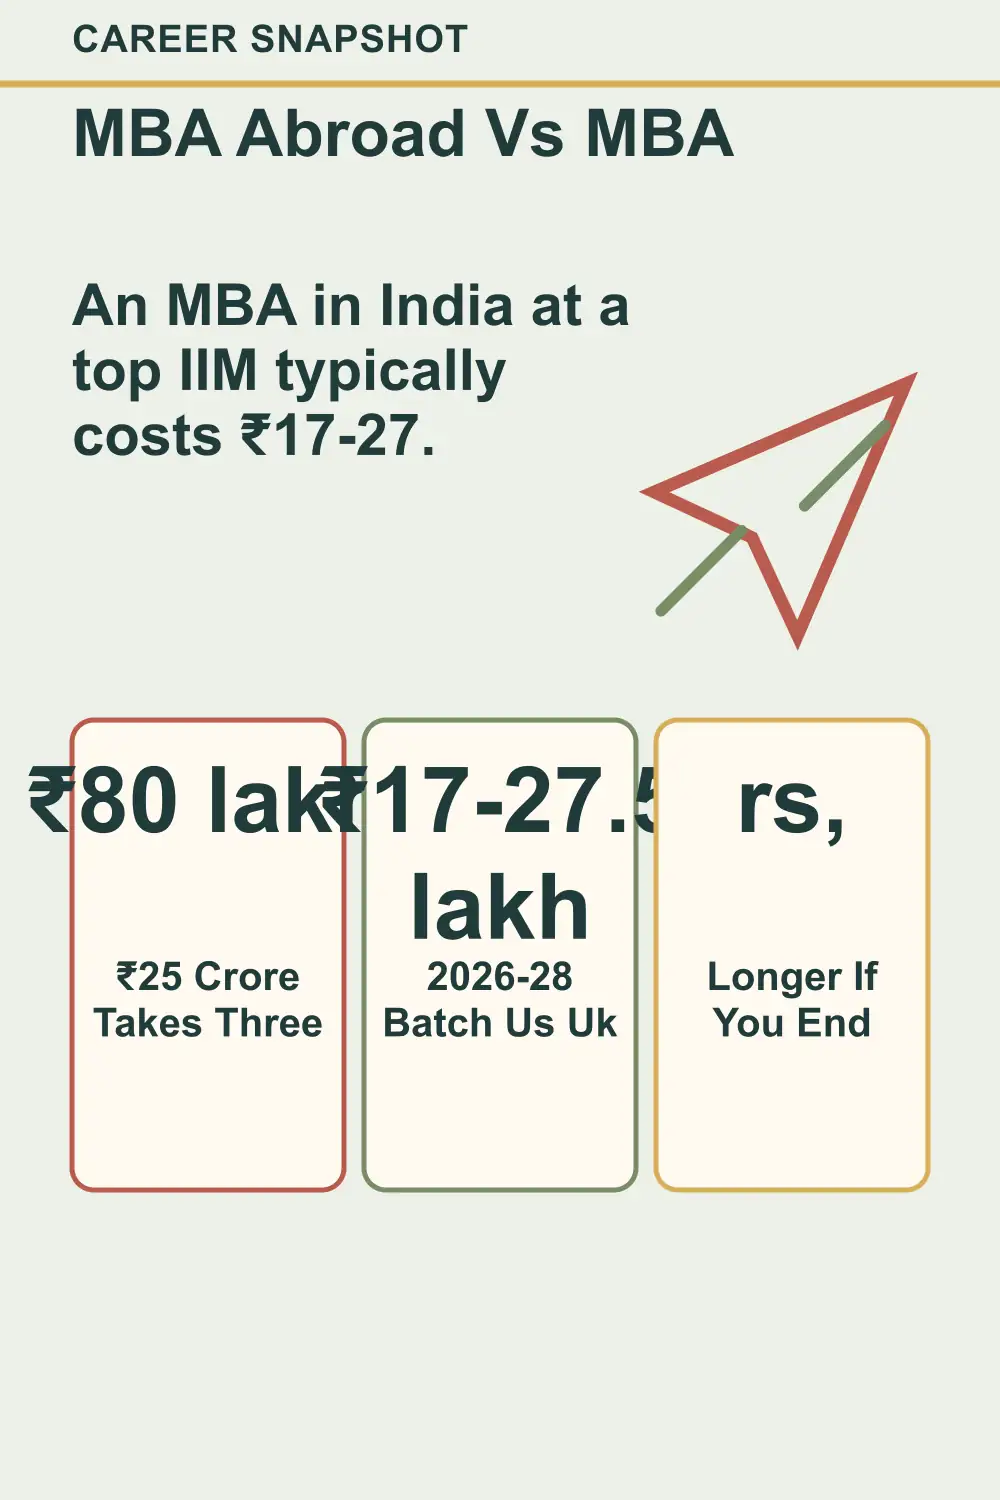 CAREER SNAPSHOT
MBA Abroad Vs MBA
An MBA in India at a
top IIM typically
costs ₹17-27.
₹80 lak
₹17-27.5
lakh
rs,
₹25 Crore
Takes Three
2026-28
Batch Us Uk
Longer If
You End